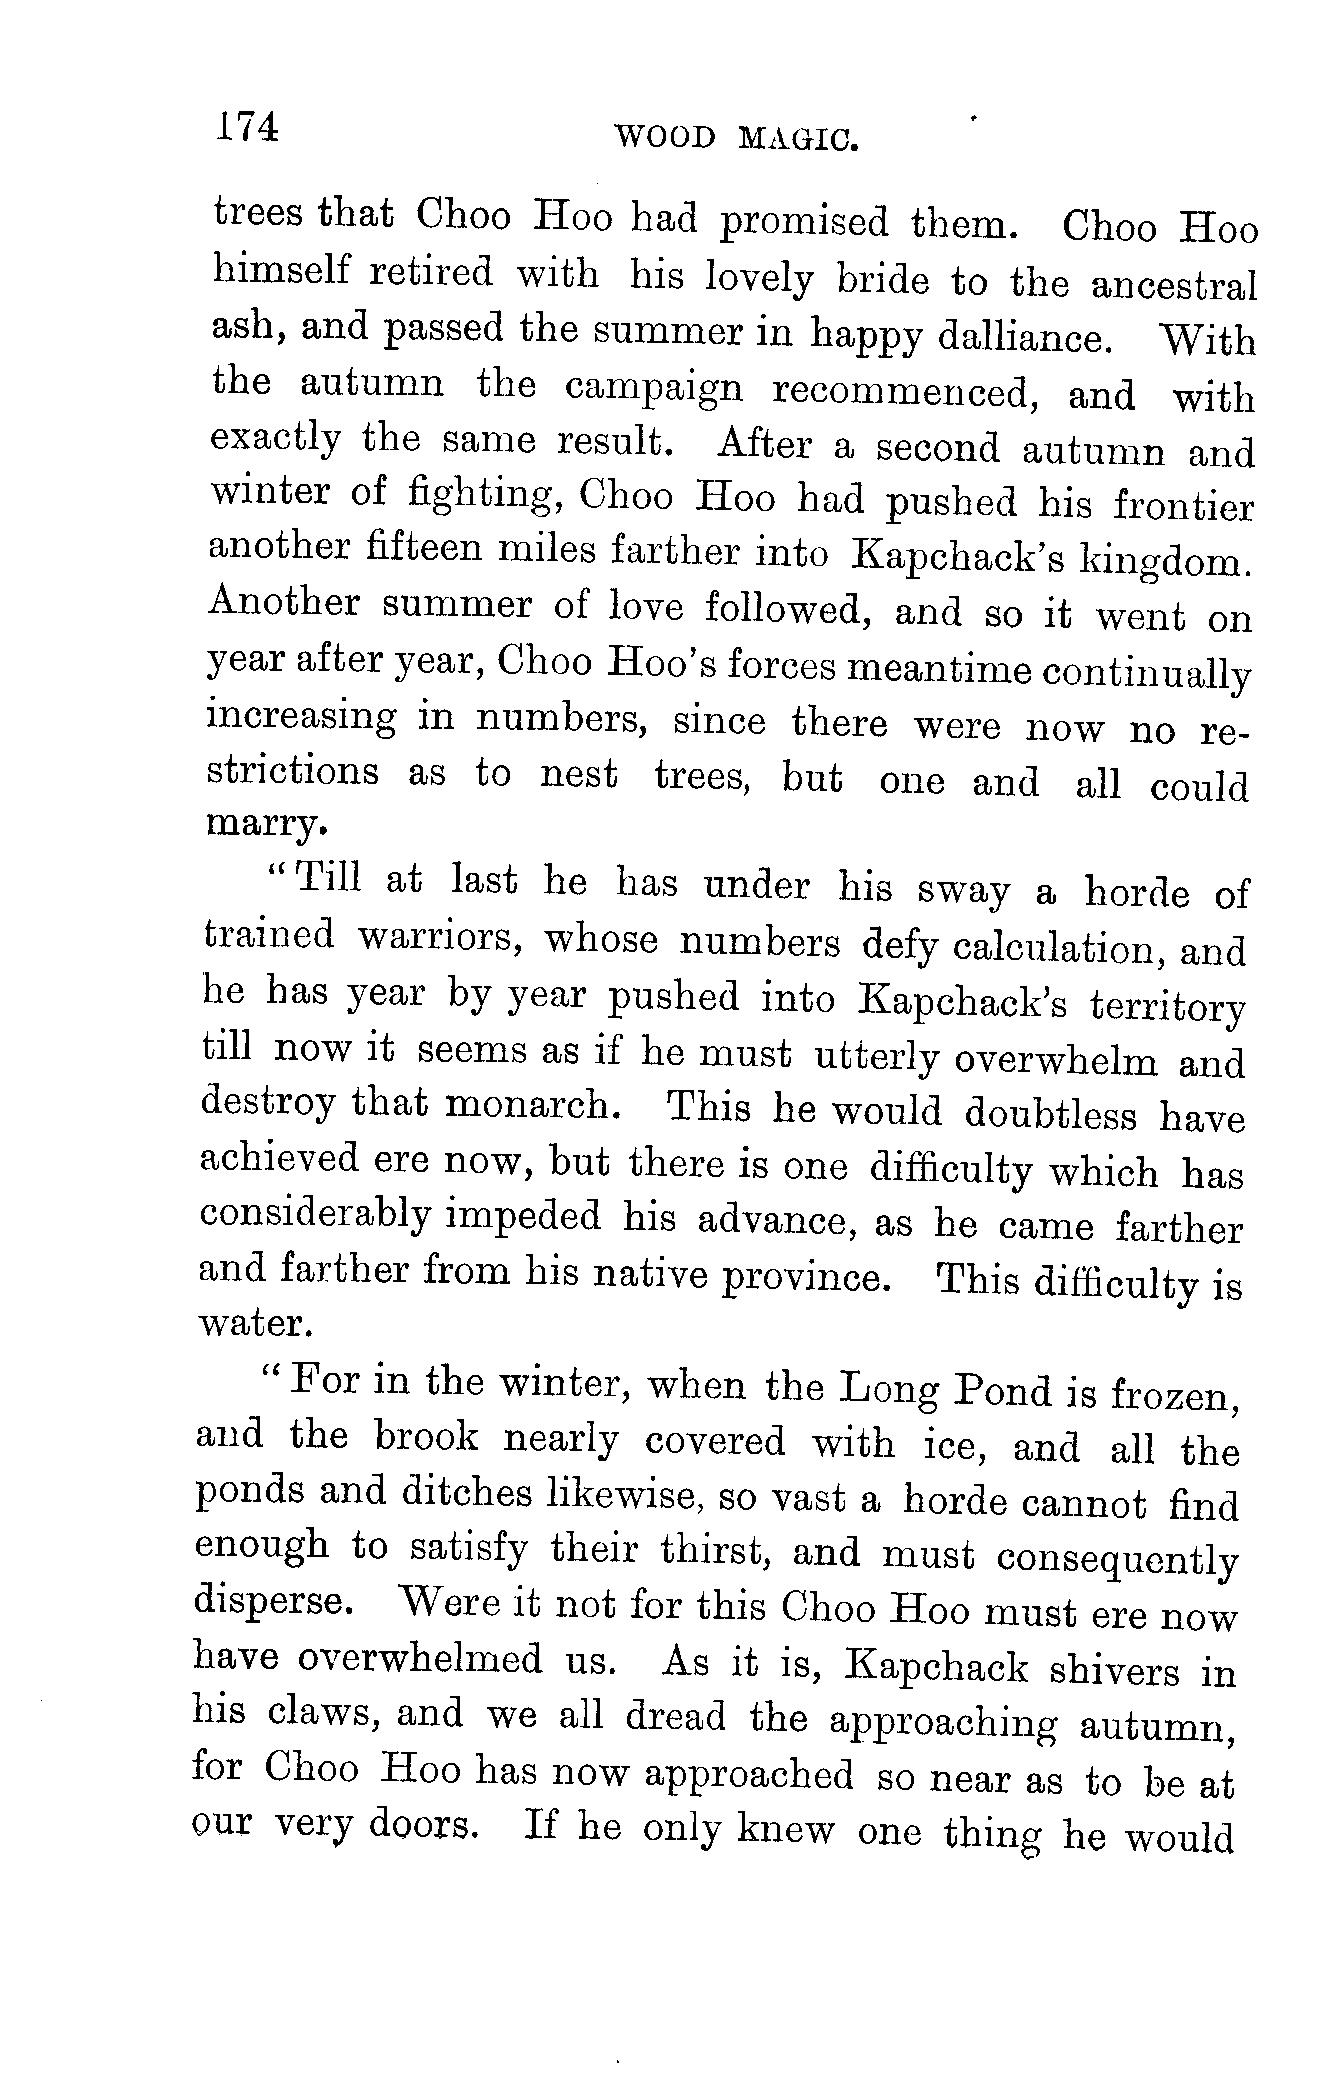 174
WOOD MAGIC.
trees that Choo Hoo had promised them. Choo Hoo
himself retired with his lovely bride to the ancestral
ash, and passed the summer in happy dalliance. With
the autumn the campaign recommenced, and with
exactly the same result. After a second autumn and
winter of fighting, Choo Hoo had pushed his frontier
another fifteen miles farther into Kapchack's kingdom.
Another summer of love followed, and so it went on
year after year, Choo Hoo's forces meantime continually
increasing in numbers, since there were now no re-
strictions as to nest trees, but one and all could
marry.
"Till at last he has under his sway a horde of
trained warriors, whose numbers defy calculation, and
he has year by year pushed into Kapchack's territory
till now it seems as if he must utterly overwhelm and
destroy that monarch. This he would doubtless have
achieved ere now, but there is one difficulty which has
considerably impeded his advance, as he came farther
and farther from his native province. This difficulty is
water.
"For in the winter, when the Long Pond is frozen,
and the brook nearly covered with ice, and all the
ponds and ditches likewise, so vast a horde cannot find
enough to satisfy their thirst, and must consequently
disperse. Were it not for this Choo Hoo must ere now
have overwhelmed us. As it is, Kapchack shivers in
his claws, and we all dread the approaching autumn,
for Choo Hoo has now approached so near as to be at
our very doors. If he only knew one thing he would